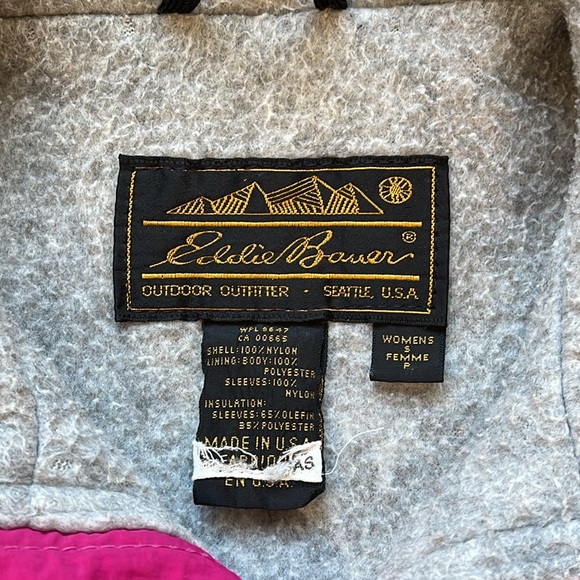 Eddie Bauer®
OUTDOOR OUTFITTER - SEATTLE, U.S.A.
WPL 5647
CA 00665
SHELL:100% NYLON
LINING:BODY:100%
POLYESTER
SLEEVES:100%
NYLON
INSULATION:
SLEEVES:65% OLEFIN
35% POLYESTER
MADE IN U.S.A.
AS
EN U.S.A.
WOMENS
S
FEMME
P